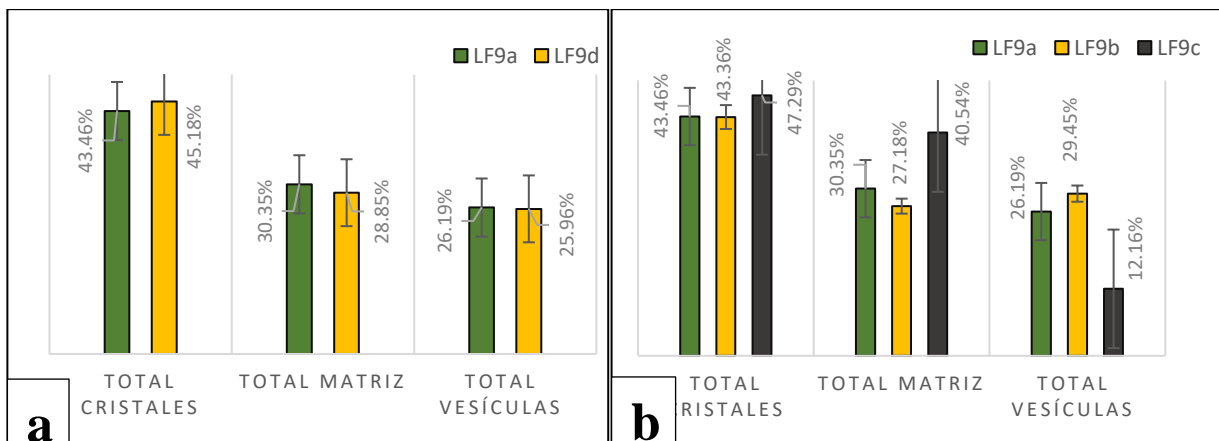 LF9a LF9d
43.46%
45.18%
30.35%
28.85%
26.19%
25.96%
TOTAL CRISTALES
TOTAL MATRIZ
TOTAL VESÍCULAS
a
LF9a LF9b LF9c
43.46%
43.36%
47.29%
30.35%
27.18%
40.54%
26.19%
29.45%
12.16%
TOTAL
RISTALES
TOTAL MATRIZ
TOTAL
VESÍCULAS
b